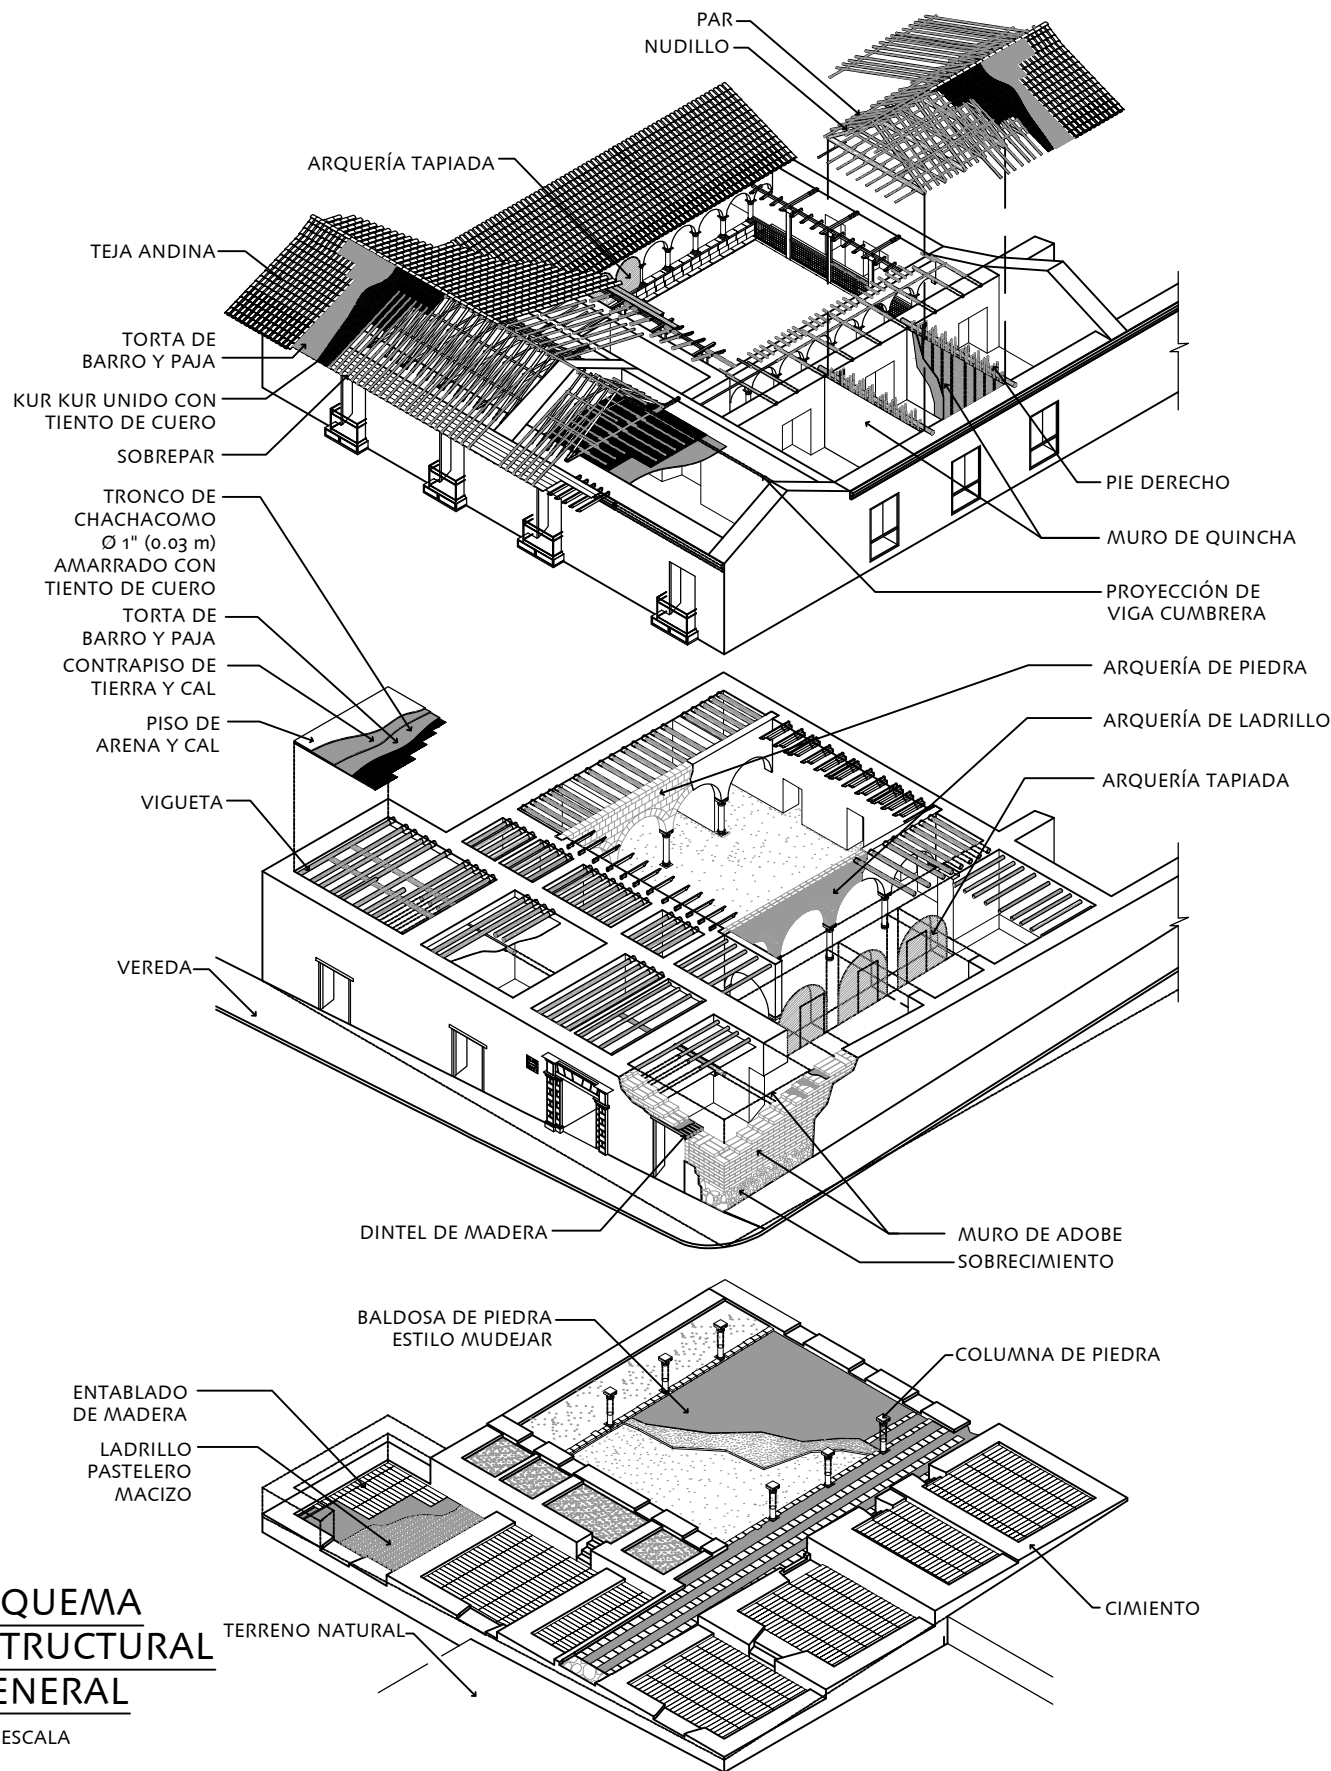 PAR
NUDILLO
ARQUERÍA TAPIADA
TEJA ANDINA
TORTA DE
BARRO Y PAJA
KUR KUR UNIDO CON
TIENTO DE CUERO
SOBREPAR
TRONCO DE
CHACHACOMO
Ø 1" (0.03 m)
AMARRADO CON
TIENTO DE CUERO
TORTA DE
BARRO Y PAJA
CONTRAPISO DE
TIERRA Y CAL
PISO DE
ARENA Y CAL
VIGUETA
VEREDA
PIE DERECHO
MURO DE QUINCHA
PROYECCIÓN DE
VIGA CUMBRERA
ARQUERÍA DE PIEDRA
ARQUERÍA DE LADRILLO
ARQUERÍA TAPIADA
DINTEL DE MADERA
MURO DE ADOBE
SOBRECIMIENTO
BALDOSA DE PIEDRA
ESTILO MUDEJAR
COLUMNA DE PIEDRA
ENTABLADO
DE MADERA
LADRILLO
PASTELERO
MACIZO
CIMIENTO
TERRENO NATURAL
QUEMA
TRUCTURAL
ENERAL
ESCALA